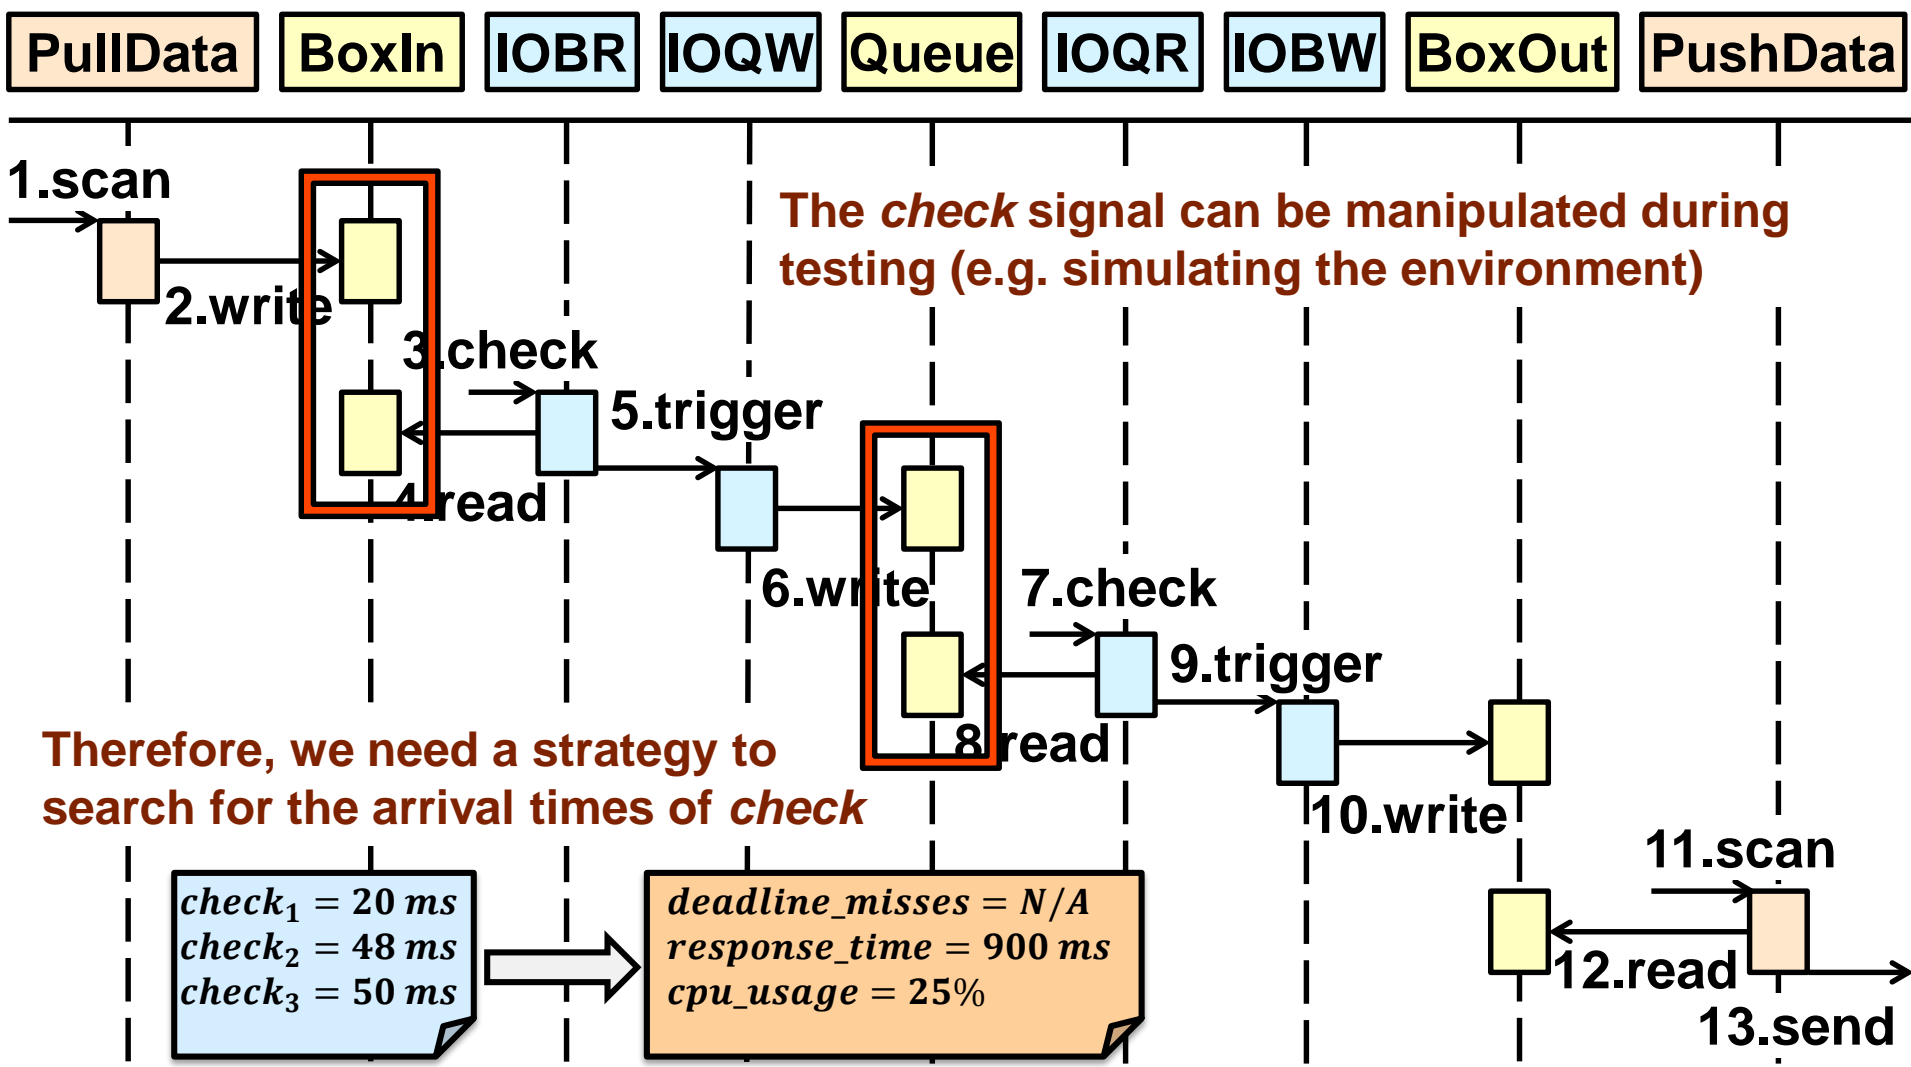 PullData BoxIn IOBR IOQW Queue IOQR IOBW BoxOut PushData
1.scan
The check signal can be manipulated during
testing (e.g. simulating the environment)
2.write
3.check
5.trigger
4.read
6.write
7.check
9.trigger
8.read
Therefore, we need a strategy to
search for the arrival times of check
10.write
11.scan
check₁ = 20 ms
check₂ = 48 ms
check₃ = 50 ms
deadline_misses = N/A
response_time = 900 ms
cpu_usage = 25%
12.read
13.send